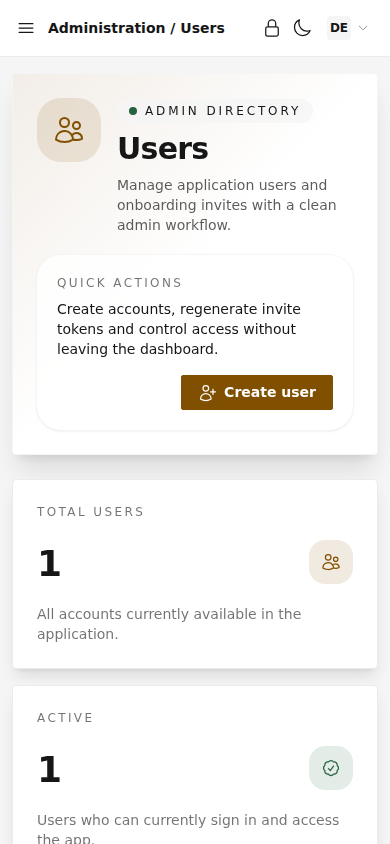 Administration / Users
DE
ADMIN DIRECTORY
Users
Manage application users and
onboarding invites with a clean
admin workflow.
QUICK ACTIONS
Create accounts, regenerate invite
tokens and control access without
leaving the dashboard.
Create user
TOTAL USERS
1
All accounts currently available in the
application.
ACTIVE
1
Users who can currently sign in and access
the app.